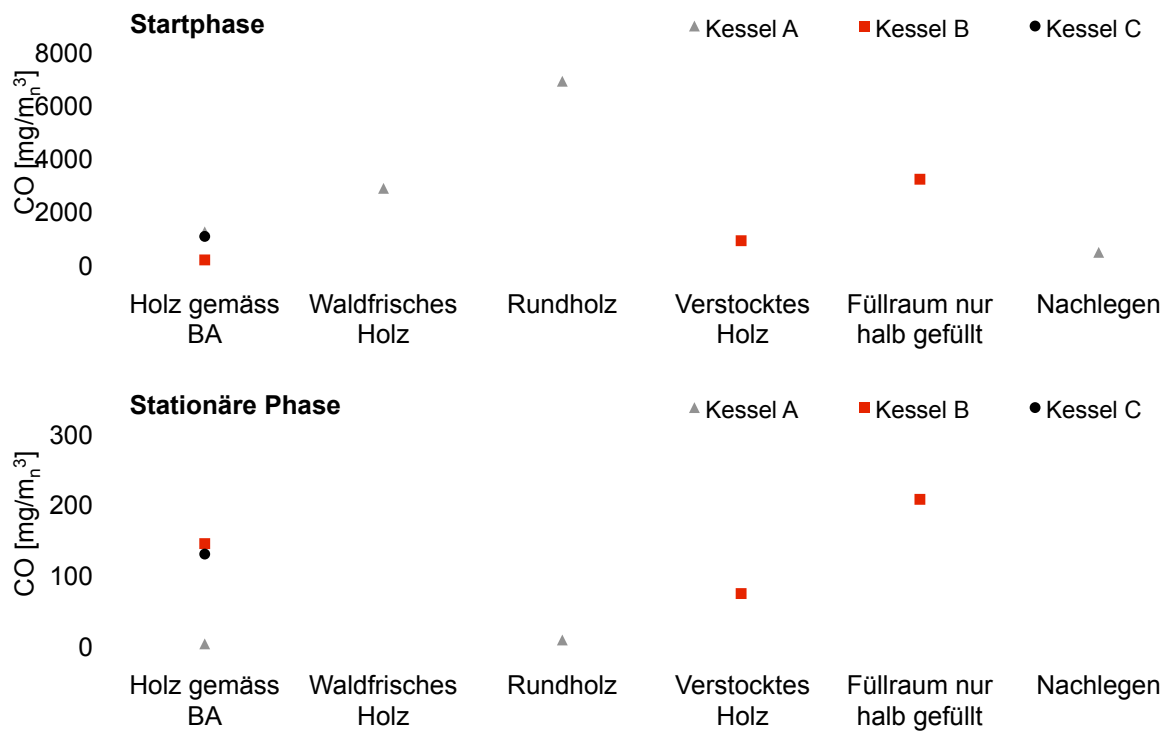 Startphase
Kessel A Kessel B Kessel C
CO [mg/mn3]
8000
6000
4000
2000
0
Holz gemäss BA
Waldfrisches Holz
Rundholz
Verstocktes Holz
Füllraum nur halb gefüllt
Nachlegen
Stationäre Phase
Kessel A Kessel B Kessel C
CO [mg/mn3]
300
200
100
0
Holz gemäss BA
Waldfrisches Holz
Rundholz
Verstocktes Holz
Füllraum nur halb gefüllt
Nachlegen